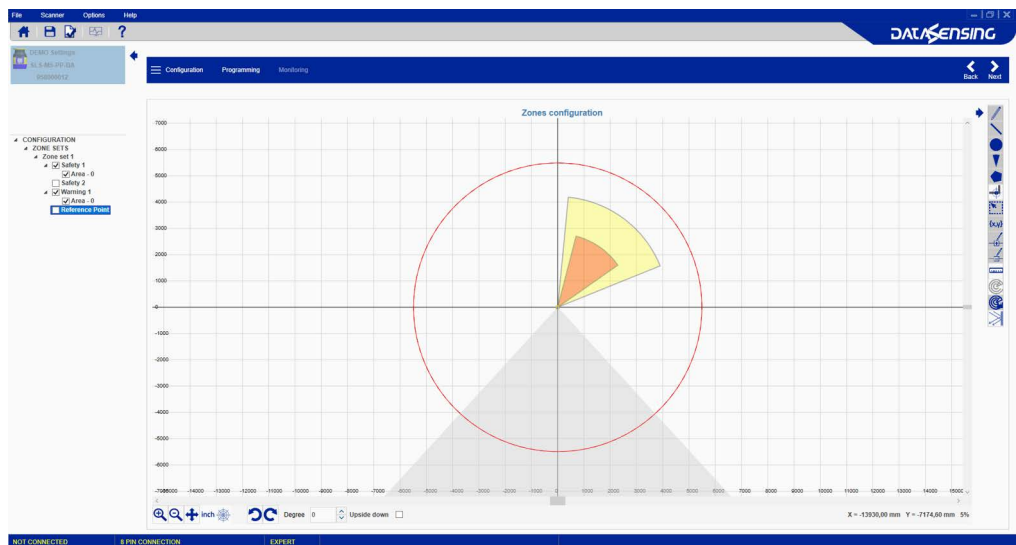 File Scanner Options Help
DATASENSING
DEMO Settings
SLS-M5-PV-0A
Configuration Programming Monitoring
Back Next
Zones configuration
CONFIGURATION
ZONE SETS
Zone set 1
Safety 1
Area - 0
Safety 2
Warning 1
Area - 0
Reference Point
7000
6000
5000
4000
3000
2000
1000
-0
-1000
-2000
-3000
-4000
-5000
-6000
-14000 -13000 -12000 -11000 -10000 -9000 -8000 -7000 -6000 -5000 -4000 -3000 -2000 -1000 0 1000 2000 3000 4000 5000 6000 7000 8000 9000 10000 11000 12000 13000 14000 15000
(x,y)
inch Degree 0 Upside down X = -13930,00 mm Y = -7174,60 mm 5%
NOT CONNECTED 8 PIN CONNECTION EXPERT